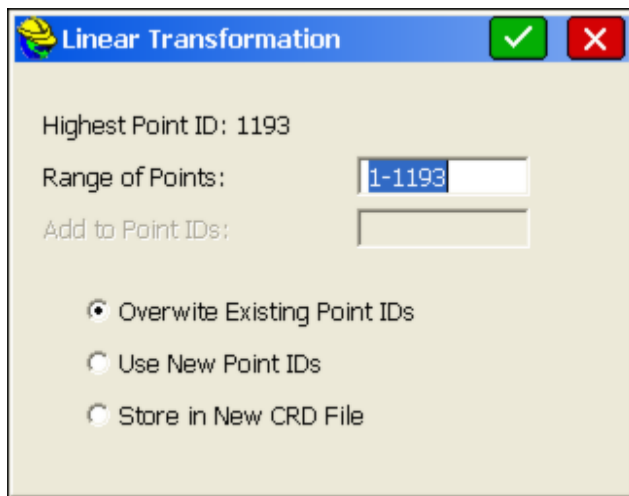 Linear Transformation
Highest Point ID: 1193
Range of Points: 1-1193
Add to Point IDs:
Overwite Existing Point IDs
Use New Point IDs
Store in New CRD File